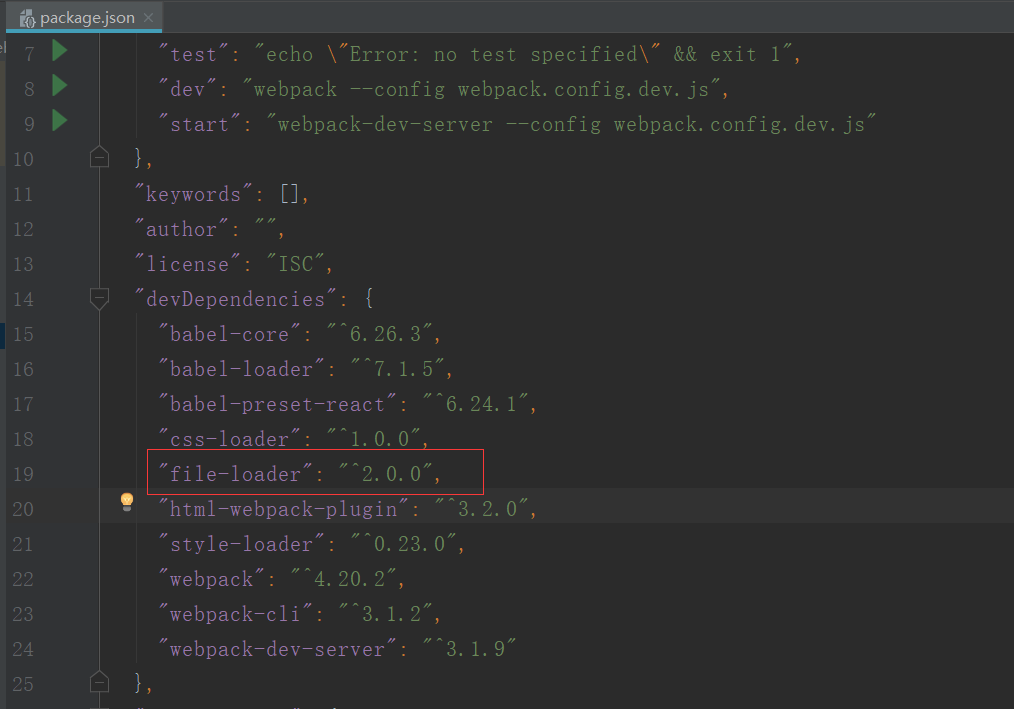 package.json
7 "test": "echo \"Error: no test specified\" && exit 1",
8 "dev": "webpack --config webpack.config.dev.js",
9 "start": "webpack-dev-server --config webpack.config.dev.js"
10 },
11 "keywords": [],
12 "author": "",
13 "license": "ISC",
14 "devDependencies": {
15 "babel-core": "^6.26.3",
16 "babel-loader": "^7.1.5",
17 "babel-preset-react": "^6.24.1",
18 "css-loader": "^1.0.0",
19 "file-loader": "^2.0.0",
20 "html-webpack-plugin": "^3.2.0",
21 "style-loader": "^0.23.0",
22 "webpack": "^4.20.2",
23 "webpack-cli": "^3.1.2",
24 "webpack-dev-server": "^3.1.9"
25 },